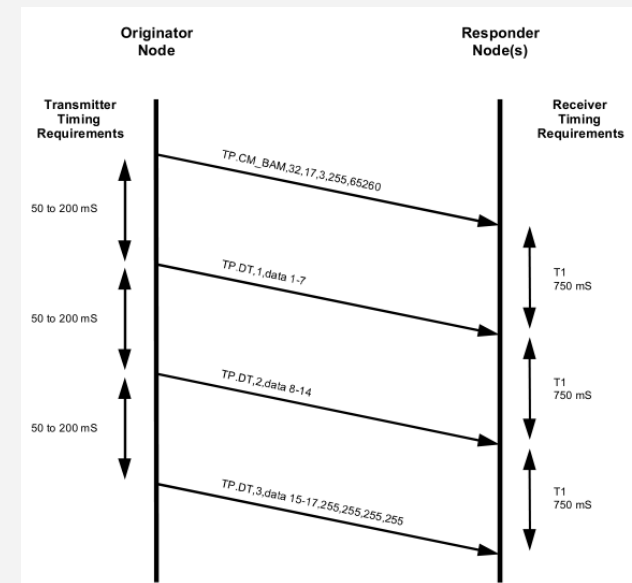 Originator
Node
Responder
Node(s)
Transmitter
Timing
Requirements
Receiver
Timing
Requirements
TP.CM_BAM,32,17,3,255,65260
50 to 200 mS
TP.DT,1,data 1-7
T1
750 mS
50 to 200 mS
TP.DT,2,data 8-14
T1
750 mS
50 to 200 mS
TP.DT,3,data 15-17,255,255,255,255
T1
750 mS